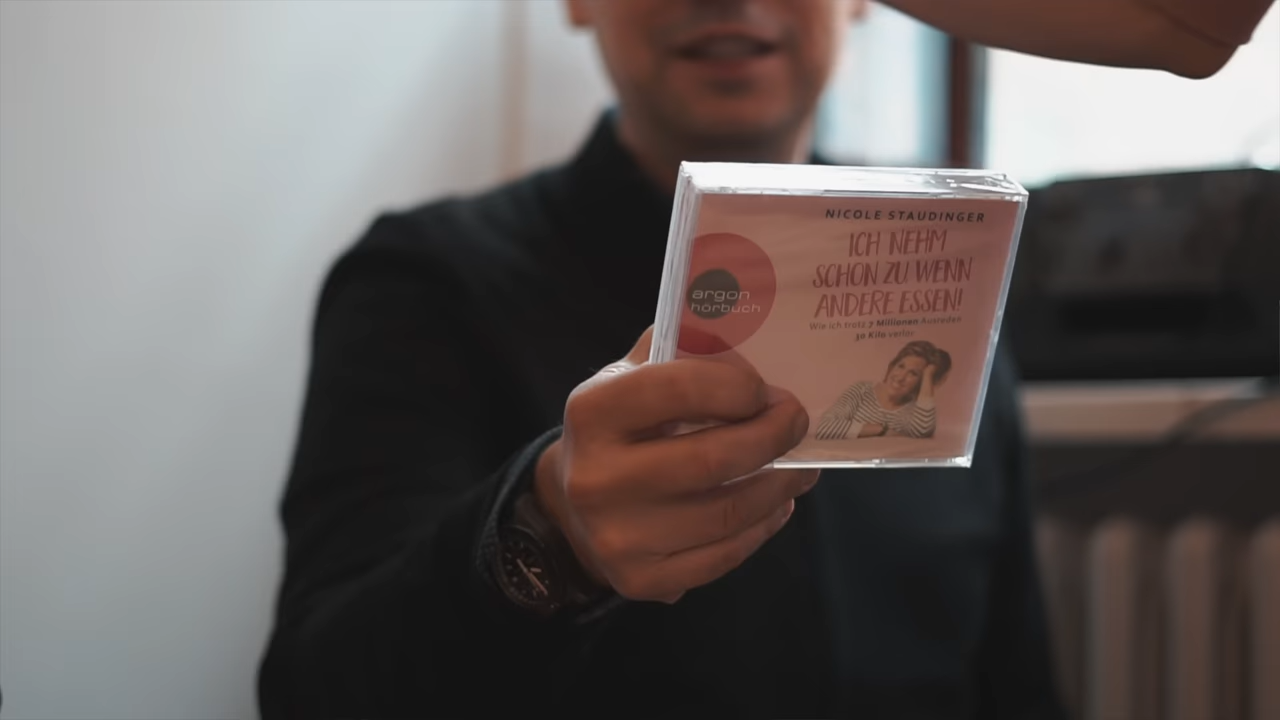 NICOLE STAUDINGER
ICH NEHM
SCHON ZU WENN
ANDERE ESSEN!
Wie ich trotz 7 Millionen Ausreden
30 Kilo verlor
argon
hörbuch